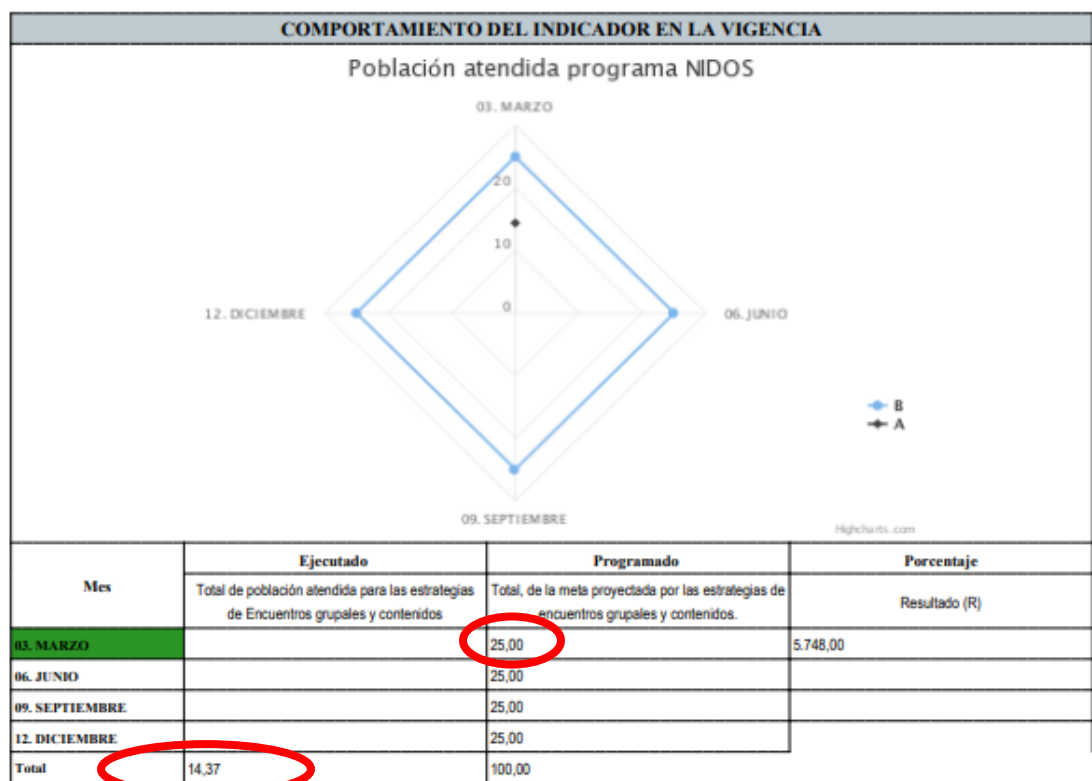 COMPORTAMIENTO DEL INDICADOR EN LA VIGENCIA
Población atendida programa NIDOS
03. MARZO
20
10
0
12. DICIEMBRE
06. JUNIO
B
A
09. SEPTIEMBRE
Highcharts.com
Mes
Ejecutado
Programado
Porcentaje
Total de población atendida para las estrategias
de Encuentros grupales y contenidos
Total, de la meta proyectada por las estrategias de
encuentros grupales y contenidos.
Resultado (R)
03. MARZO 25,00 5.748,00
06. JUNIO 25,00
09. SEPTIEMBRE 25,00
12. DICIEMBRE 25,00
Total 14,37 100,00